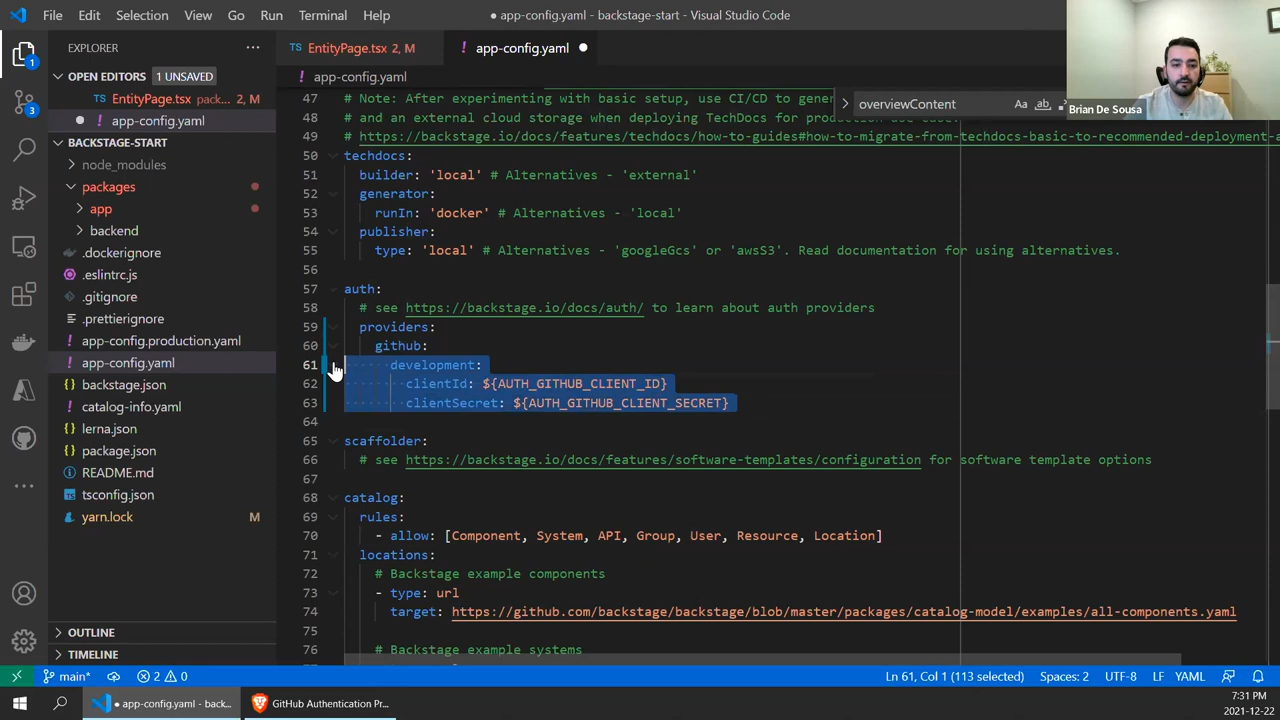 File Edit Selection View Go Run Terminal Help
● app-config.yaml - backstage-start - Visual Studio Code
EXPLORER
OPEN EDITORS 1 UNSAVED
EntityPage.tsx pack... 2, M
app-config.yaml
BACKSTAGE-START
node_modules
packages
app
backend
.dockerignore
.eslintrc.js
.gitignore
.prettierignore
app-config.production.yaml
app-config.yaml
backstage.json
catalog-info.yaml
lerna.json
package.json
README.md
tsconfig.json
yarn.lock M
OUTLINE
TIMELINE
TS EntityPage.tsx 2, M
! app-config.yaml ●
! app-config.yaml
overviewContent Aa ab
Brian De Sousa
47 # Note: After experimenting with basic setup, use CI/CD to gener
48 # and an external cloud storage when deploying TechDocs for production use case.
49 # https://backstage.io/docs/features/techdocs/how-to-guides#how-to-migrate-from-techdocs-basic-to-recommended-deployment-a
50 techdocs:
51 builder: 'local' # Alternatives - 'external'
52 generator:
53 runIn: 'docker' # Alternatives - 'local'
54 publisher:
55 type: 'local' # Alternatives - 'googleGcs' or 'awsS3'. Read documentation for using alternatives.
56
57 auth:
58 # see https://backstage.io/docs/auth/ to learn about auth providers
59 providers:
60 github:
61 development:
62 clientId: ${AUTH_GITHUB_CLIENT_ID}
63 clientSecret: ${AUTH_GITHUB_CLIENT_SECRET}
64
65 scaffolder:
66 # see https://backstage.io/docs/features/software-templates/configuration for software template options
67
68 catalog:
69 rules:
70 - allow: [Component, System, API, Group, User, Resource, Location]
71 locations:
72 # Backstage example components
73 - type: url
74 target: https://github.com/backstage/backstage/blob/master/packages/catalog-model/examples/all-components.yaml
75
76 # Backstage example systems
main* 2 0
Ln 61, Col 1 (113 selected) Spaces: 2 UTF-8 LF YAML
● app-config.yaml - back...
GitHub Authentication Pr...
7:31 PM
2021-12-22